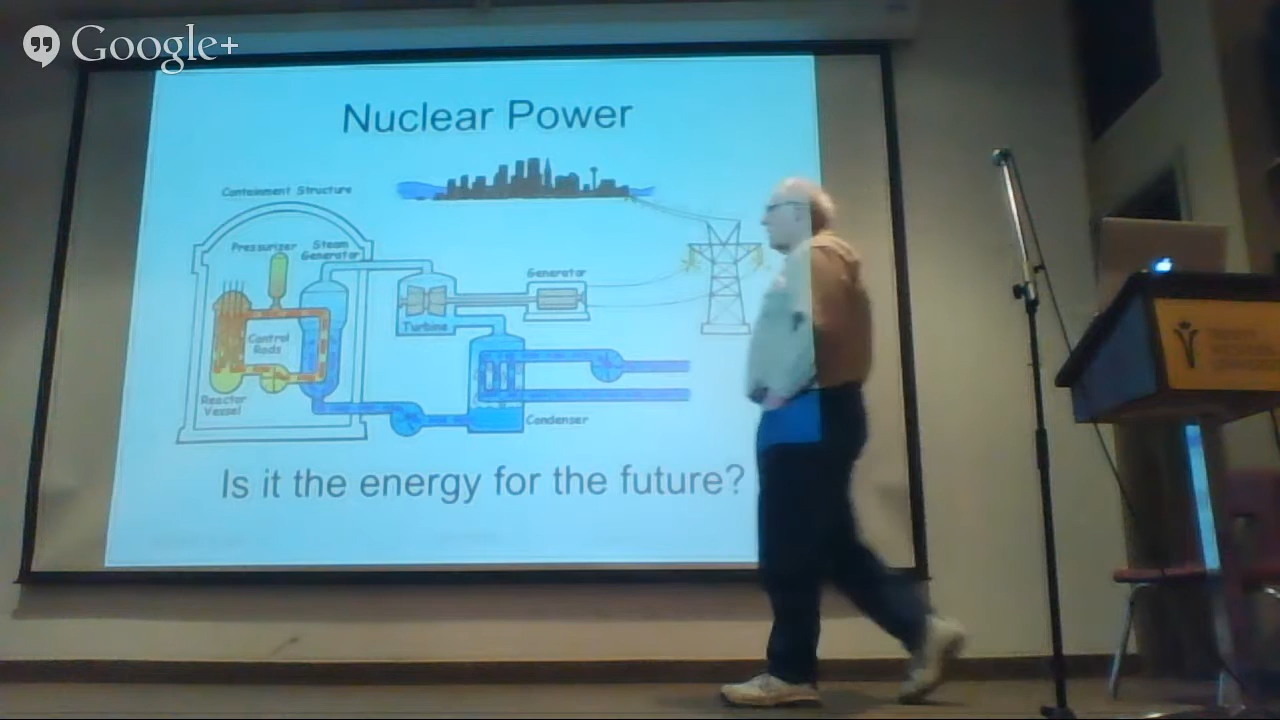 Google+
Nuclear Power
Containment Structure
Pressurizer
Steam
Generator
Generator
Turbine
Control
Rods
Reactor
Vessel
Condenser
Is it the energy for the future?